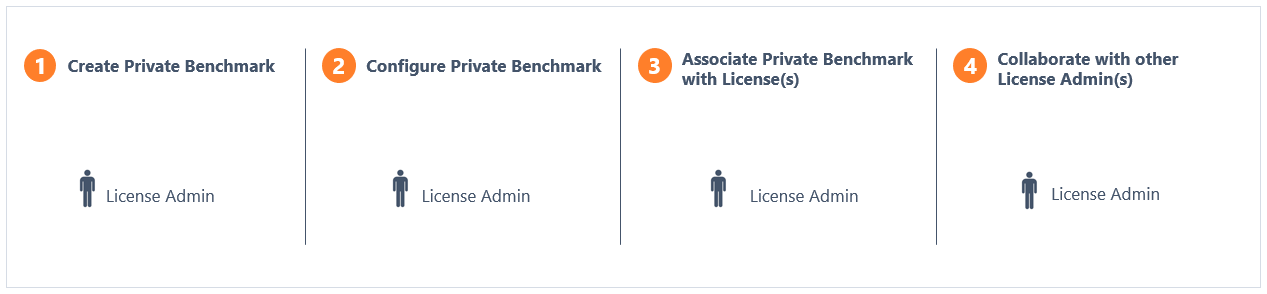 1 Create Private Benchmark
2 Configure Private Benchmark
3 Associate Private Benchmark
with License(s)
4 Collaborate with other
License Admin(s)
License Admin
License Admin
License Admin
License Admin